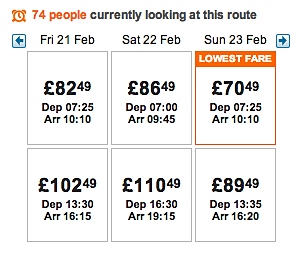 74 people currently looking at this route
Fri 21 Feb Sat 22 Feb Sun 23 Feb
LOWEST FARE
£82.49 £86.49 £70.49
Dep 07:25 Dep 07:00 Dep 07:25
Arr 10:10 Arr 09:45 Arr 10:10
£102.49 £110.49 £89.49
Dep 13:30 Dep 16:30 Dep 13:35
Arr 16:15 Arr 19:15 Arr 16:20